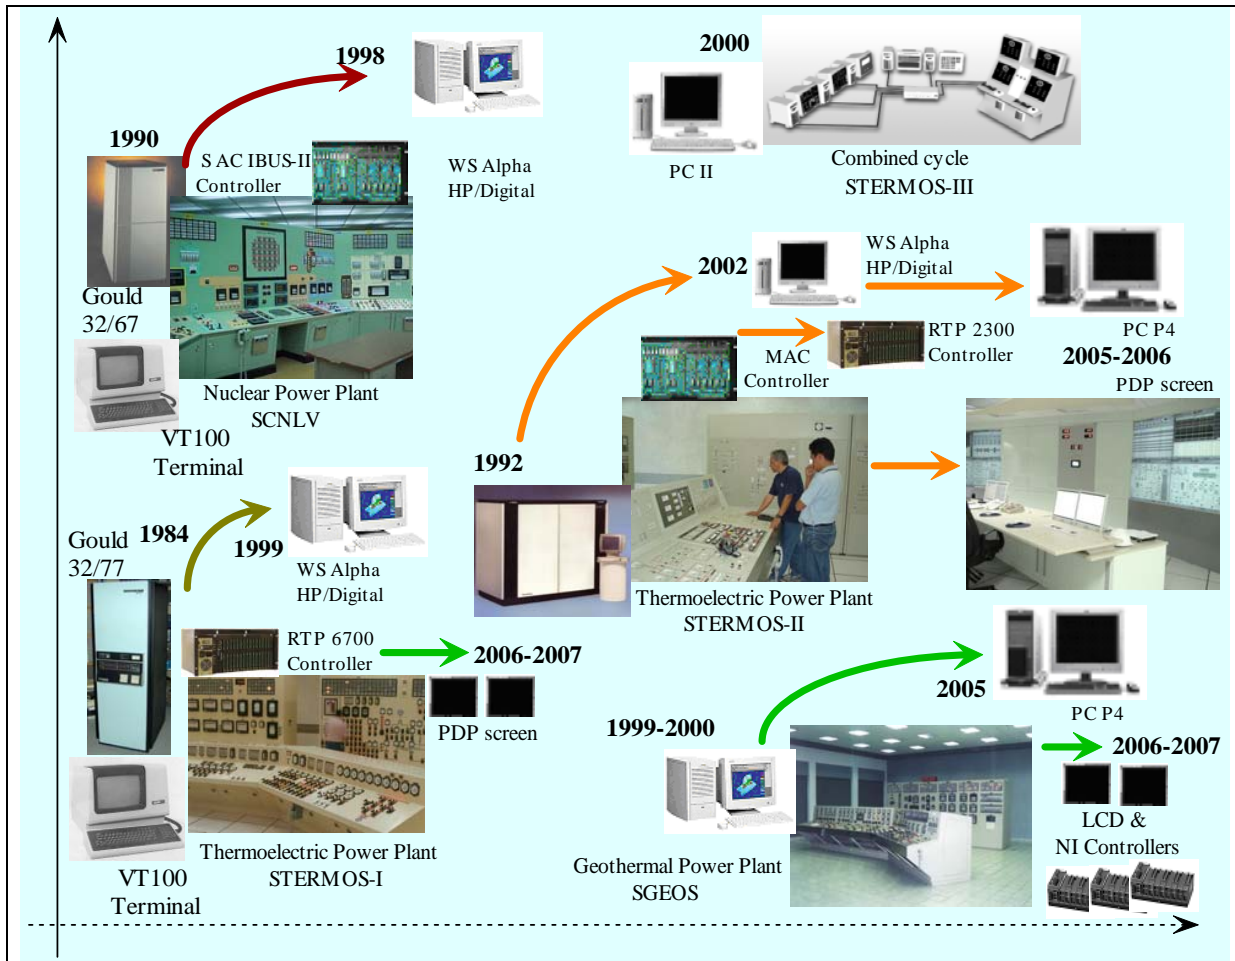 1998
2000
1990
S AC IBUS-II
Controller
WS Alpha
HP/Digital
PC II
Combined cycle
STERMOS-III
Gould
32/67
Nuclear Power Plant
SCNLV
VT100
Terminal
2002
WS Alpha
HP/Digital
PC P4
2005-2006
MAC
Controller
RTP 2300
Controller
PDP screen
1992
Thermoelectric Power Plant
STERMOS-II
Gould
32/77
1984
1999
WS Alpha
HP/Digital
RTP 6700
Controller
2006-2007
PDP screen
Thermoelectric Power Plant
STERMOS-I
VT100
Terminal
1999-2000
2005
PC P4
2006-2007
LCD &
NI Controllers
Geothermal Power Plant
SGEOS